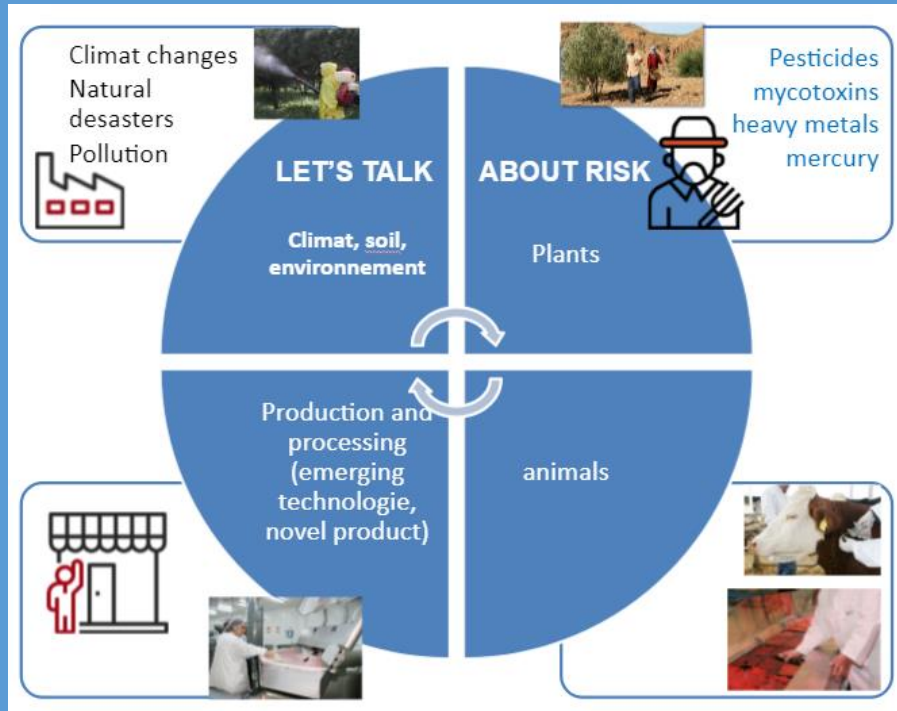 Climat changes
Natural
desasters
Pollution
Pesticides
mycotoxins
heavy metals
mercury
LET'S TALK
ABOUT RISK
Climat, soil,
environnement
Plants
Production and
processing
(emerging
technologie,
novel product)
animals